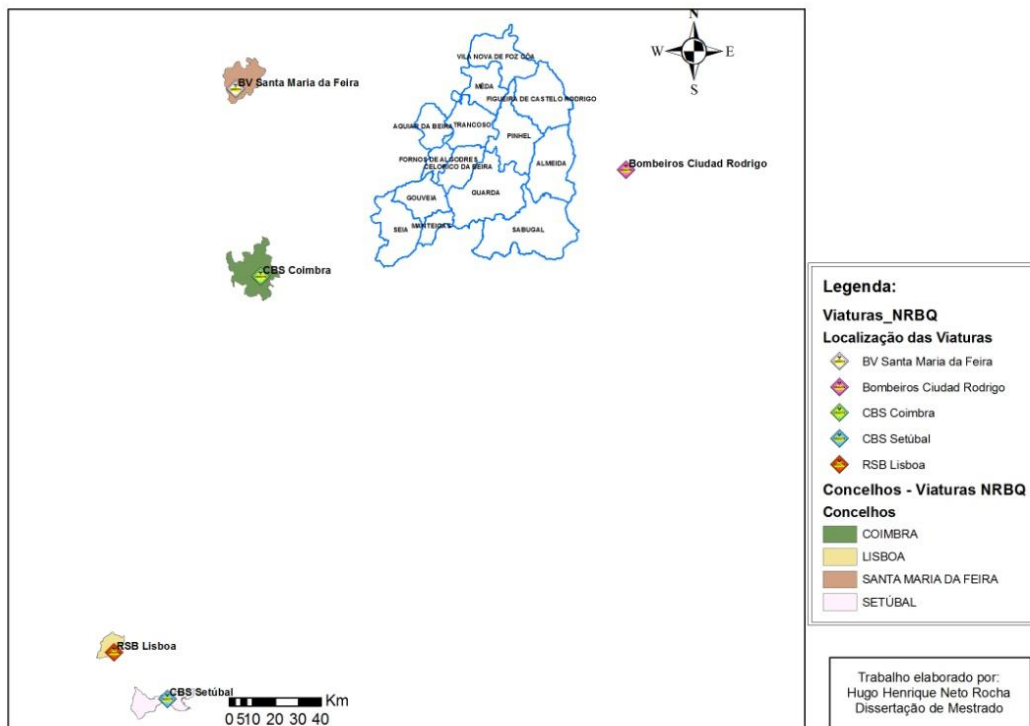 N
W E
S
VILA NOVA DE FOZ CÔA
MÊDA
FIGUEIRA DE CASTELO RODRIGO
AGUIAR DA BEIRA
TRANCOSO
PINHEL
FORNOS DE ALGODRES
CELORICO DA BEIRA
ALMEIDA
GOUVEIA
GUARDA
SEIA
MANTEIGAS
SABUGAL
BV Santa Maria da Feira
Bombeiros Ciudad Rodrigo
CBS Coimbra
RSB Lisboa
CBS Setúbal
Km
0 5 10 20 30 40
Legenda:
Viaturas_NRBQ
Localização das Viaturas
BV Santa Maria da Feira
Bombeiros Ciudad Rodrigo
CBS Coimbra
CBS Setúbal
RSB Lisboa
Concelhos - Viaturas NRBQ
Concelhos
COIMBRA
LISBOA
SANTA MARIA DA FEIRA
SETÚBAL
Trabalho elaborado por:
Hugo Henrique Neto Rocha
Dissertação de Mestrado